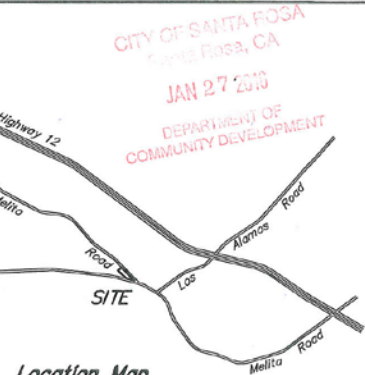 CITY OF SANTA ROSA
Santa Rosa, CA
JAN 27 2010
DEPARTMENT OF
COMMUNITY DEVELOPMENT
Highway 12
Melita
Road
Los
Alamos
Road
SITE
Melita
Road
Location Map